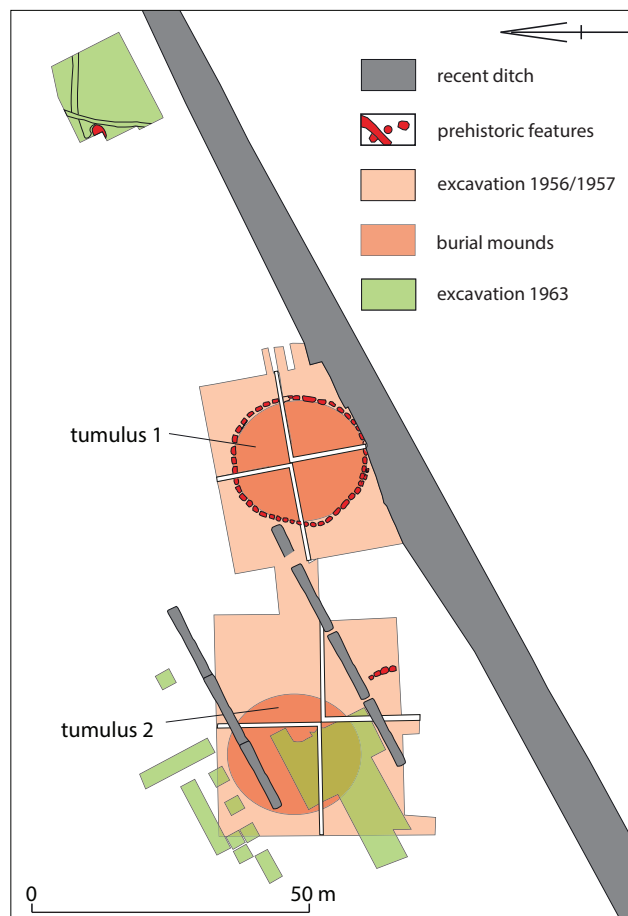 recent ditch
prehistoric features
excavation 1956/1957
burial mounds
excavation 1963
tumulus 1
tumulus 2
0
50 m